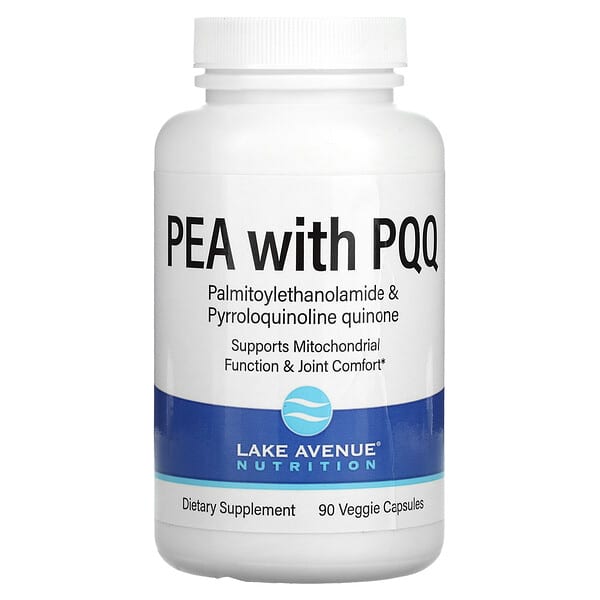 PEA with PQQ
Palmitoylethanolamide &
Pyrroloquinoline quinone
Supports Mitochondrial
Function & Joint Comfort*
LAKE AVENUE®
NUTRITION
Dietary Supplement 90 Veggie Capsules